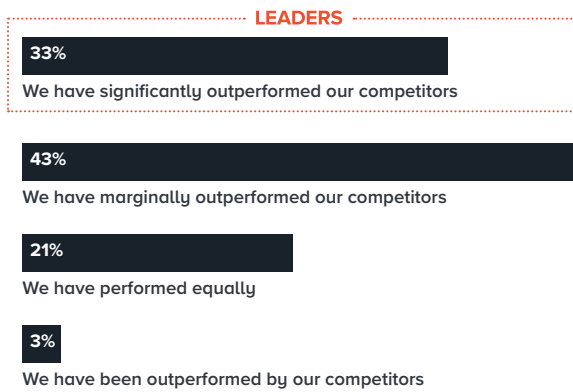 LEADERS
33%
We have significantly outperformed our competitors
43%
We have marginally outperformed our competitors
21%
We have performed equally
3%
We have been outperformed by our competitors